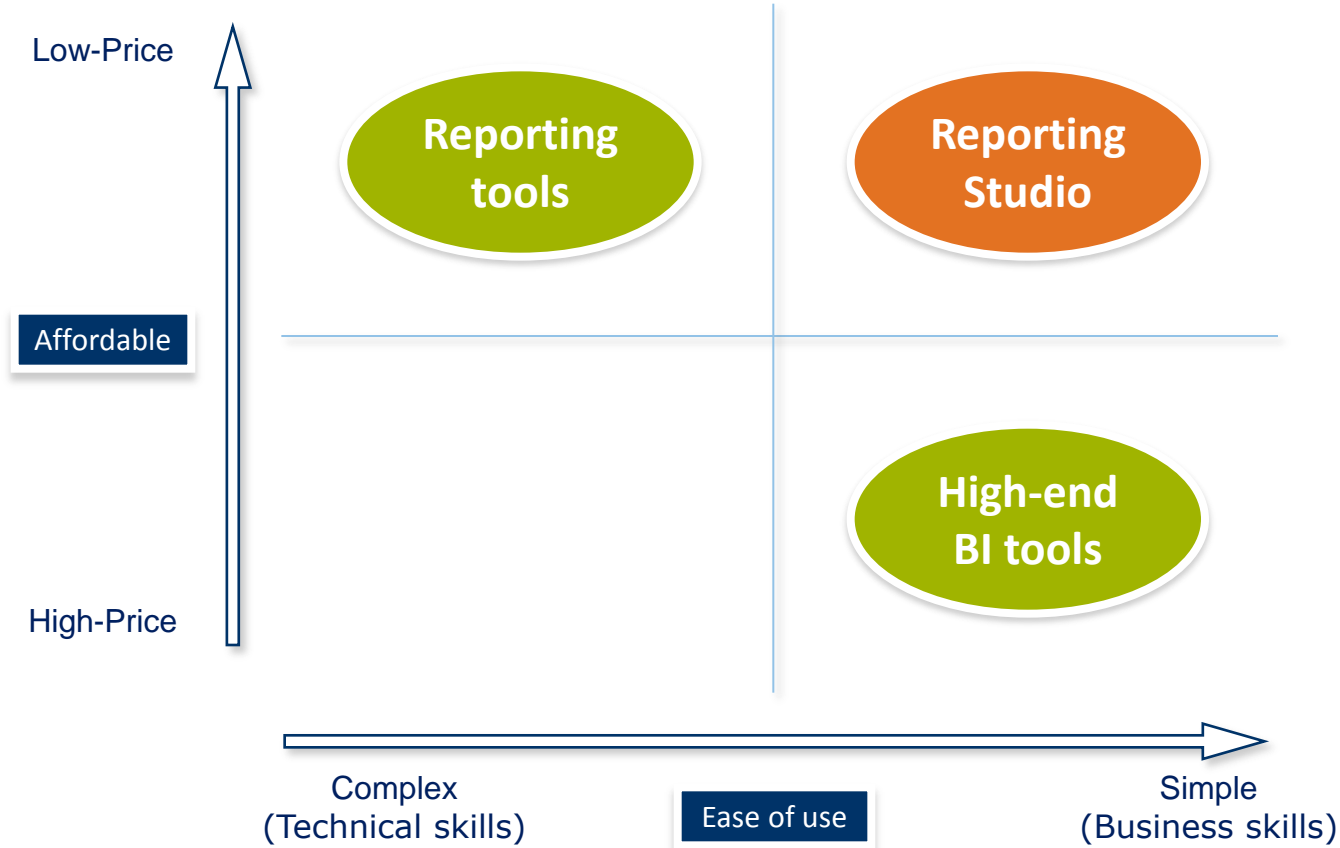 Low-Price
Reporting
tools
Reporting
Studio
Affordable
High-end
BI tools
High-Price
Complex
(Technical skills)
Ease of use
Simple
(Business skills)